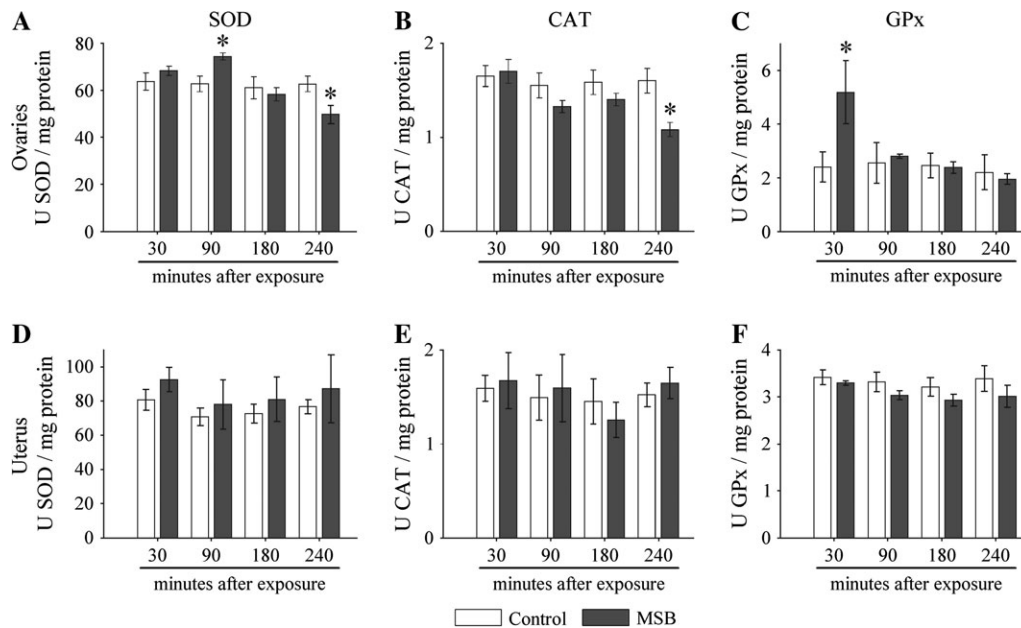 A SOD B CAT C GPx
Ovaries
U SOD / mg protein
80
60
40
20
0
*
*
30 90 180 240
minutes after exposure
U CAT / mg protein
2
1
0
*
30 90 180 240
minutes after exposure
U GPx / mg protein
6
4
2
0
*
30 90 180 240
minutes after exposure
D
Uterus
U SOD / mg protein
100
80
60
40
20
0
30 90 180 240
minutes after exposure
E
U CAT / mg protein
2
1
0
30 90 180 240
minutes after exposure
F
U GPx / mg protein
4
3
2
1
0
30 90 180 240
minutes after exposure
Control MSB